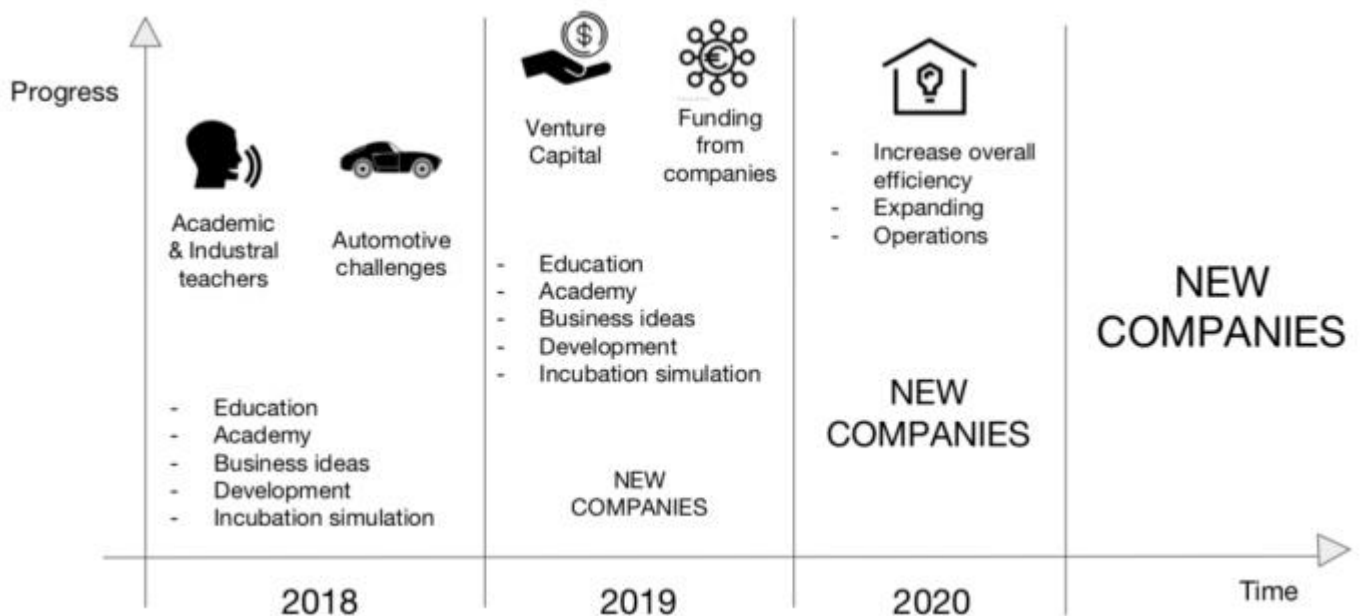 Progress
Academic
& Industral
teachers
Automotive
challenges
- Education
- Academy
- Business ideas
- Development
- Incubation simulation
2018
$
Venture
Capital
€
Funding
from
companies
- Education
- Academy
- Business ideas
- Development
- Incubation simulation
NEW
COMPANIES
2019
- Increase overall
efficiency
- Expanding
- Operations
NEW
COMPANIES
2020
NEW
COMPANIES
Time